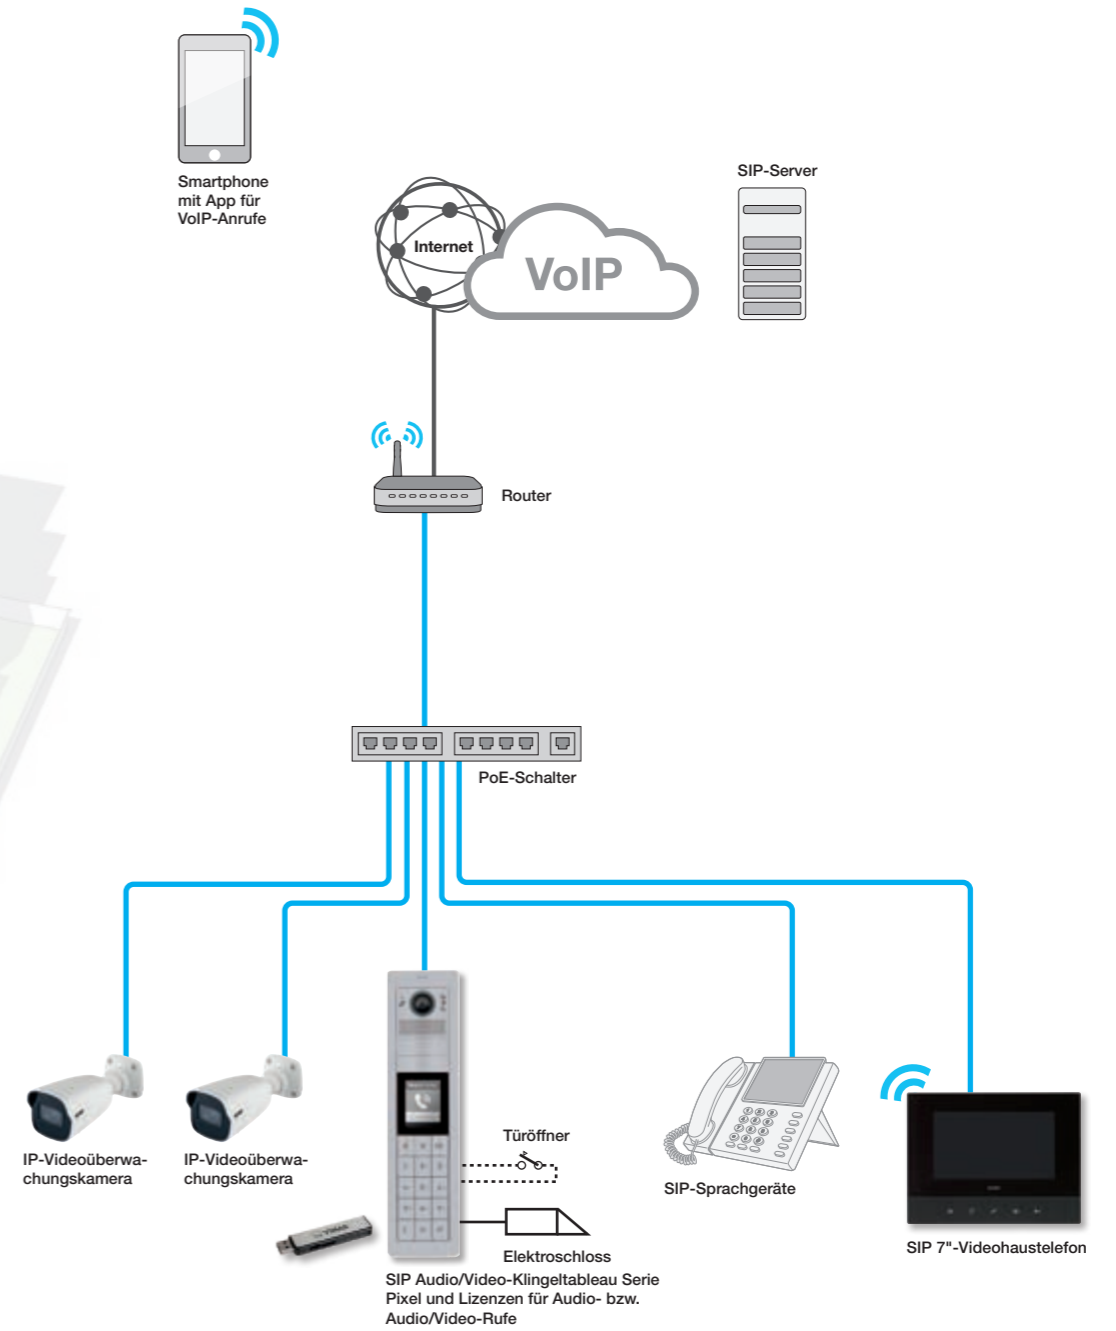 Smartphone
mit App für
VoIP-Anrufe
SIP-Server
Internet
VoIP
Router
PoE-Schalter
Türöffner
IP-Videoüberwa-
chungskamera
IP-Videoüberwa-
chungskamera
SIP-Sprachgeräte
Elektroschloss
SIP 7"-Videohaustelefon
SIP Audio/Video-Klingeltableau Serie
Pixel und Lizenzen für Audio- bzw.
Audio/Video-Rufe